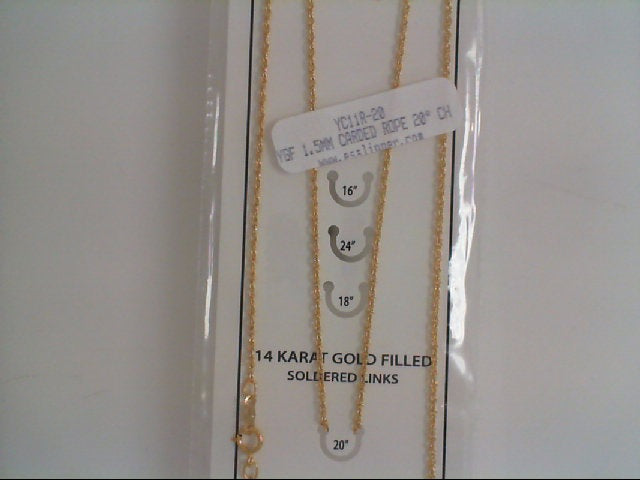 YC11R-20
YGF 1.5MM CARDED ROPE 20" CH
www.esslinger.com
16"
24"
18"
14 KARAT GOLD FILLED
SOLDERED LINKS
20"